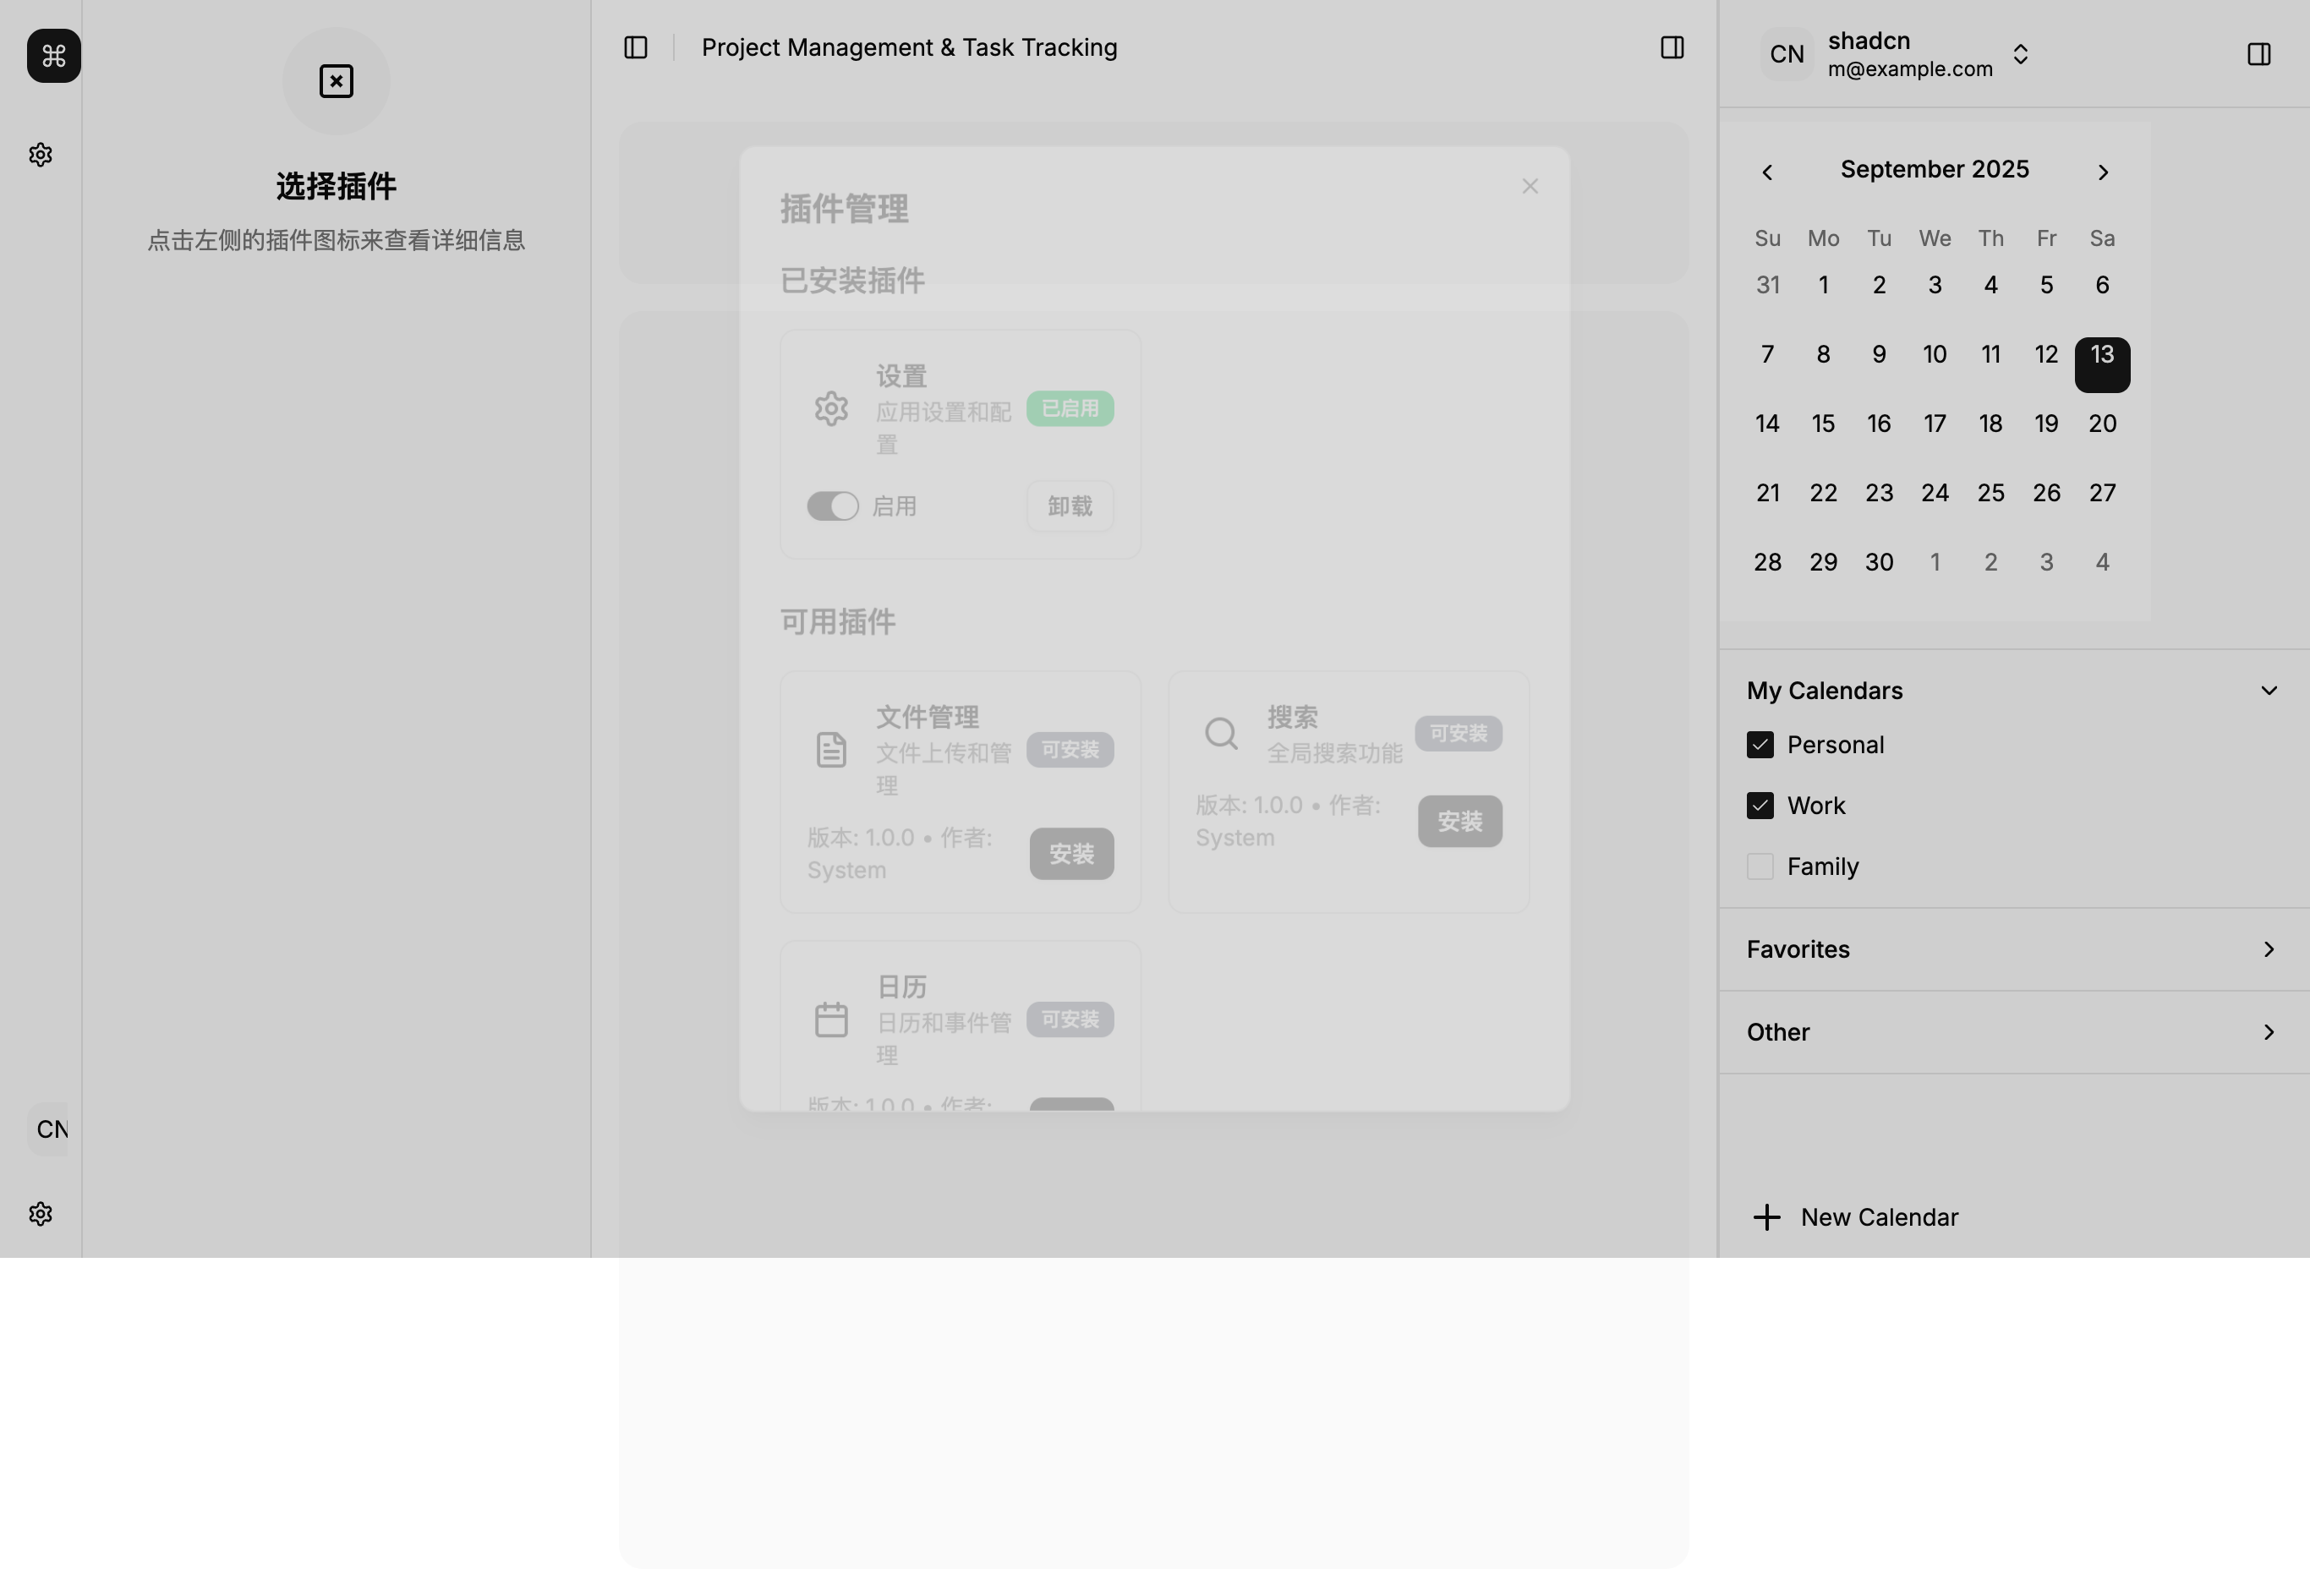 选择插件
点击左侧的插件图标来查看详细信息
CN
Project Management & Task Tracking
插件管理
已安装插件
设置
应用设置和配
置
已启用
启用
卸载
可用插件
文件管理
文件上传和管
理
可安装
版本: 1.0.0 • 作者:
System
安装
搜索
全局搜索功能
可安装
版本: 1.0.0 • 作者:
System
安装
日历
日历和事件管
理
可安装
版本: 1.0.0 • 作者:
CN
shadcn
m@example.com
September 2025
Su Mo Tu We Th Fr Sa
31 1 2 3 4 5 6
7 8 9 10 11 12 13
14 15 16 17 18 19 20
21 22 23 24 25 26 27
28 29 30 1 2 3 4
My Calendars
Personal
Work
Family
Favorites
Other
New Calendar